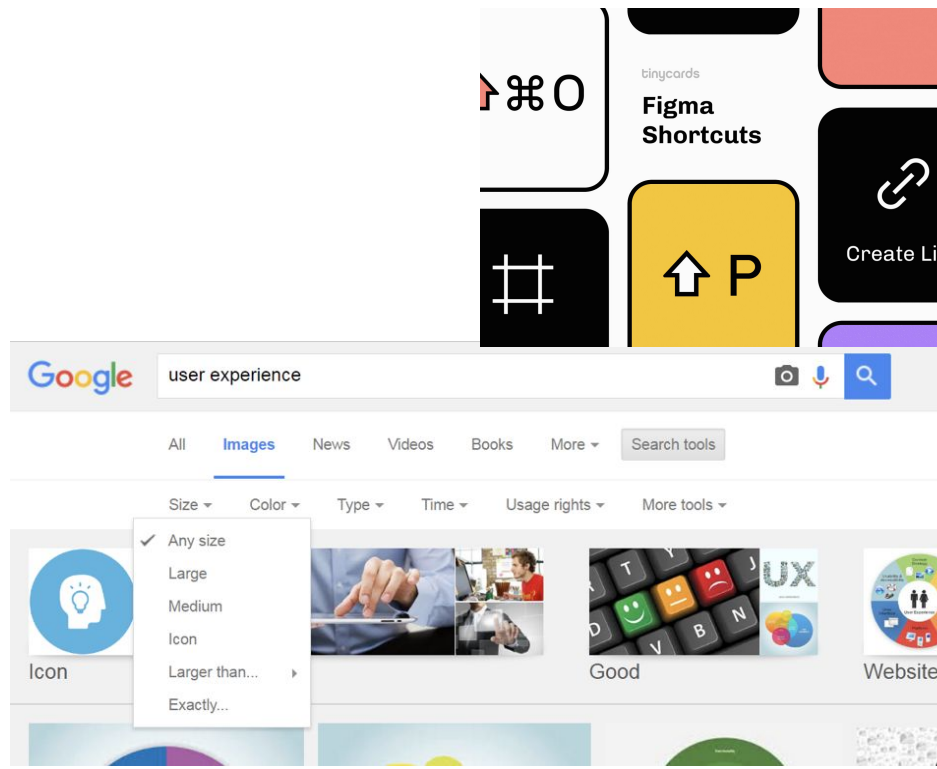 ⌘O
tinycards
Figma
Shortcuts
P
Create Li
Google
user experience
All Images News Videos Books More Search tools
Size Color Type Time Usage rights More tools
Any size
Large
Medium
Icon
Larger than...
Exactly...
T Y J
R UX
D V B N
Icon Good Website